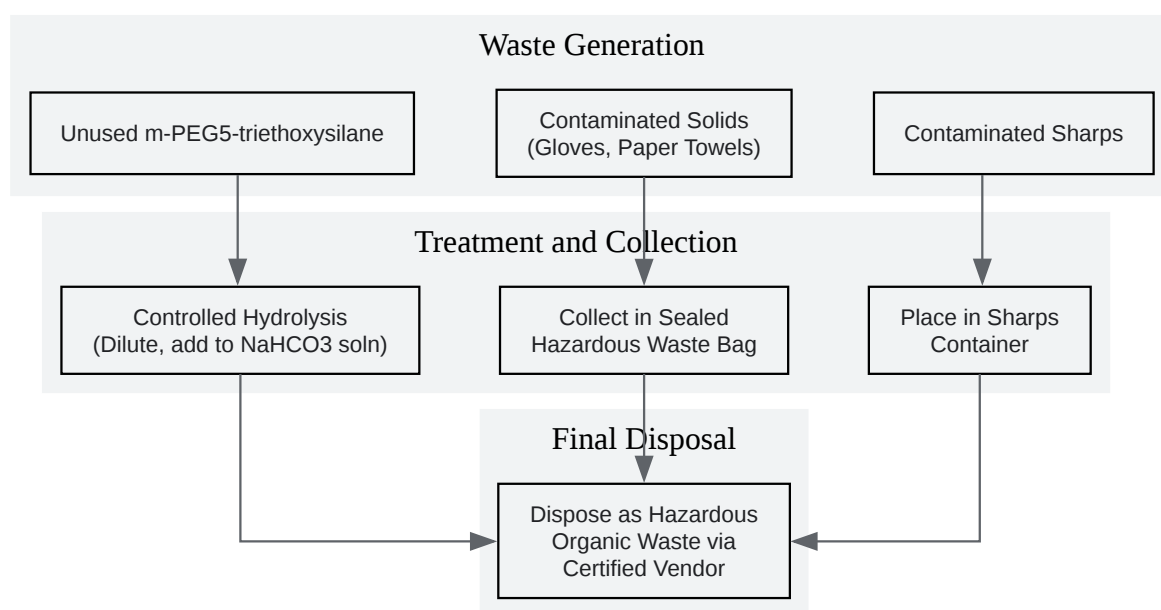 Waste Generation
Unused m-PEG5-triethoxysilane
Contaminated Solids
(Gloves, Paper Towels)
Contaminated Sharps
Treatment and Collection
Controlled Hydrolysis
(Dilute, add to NaHCO3 soln)
Collect in Sealed
Hazardous Waste Bag
Place in Sharps
Container
Final Disposal
Dispose as Hazardous
Organic Waste via
Certified Vendor